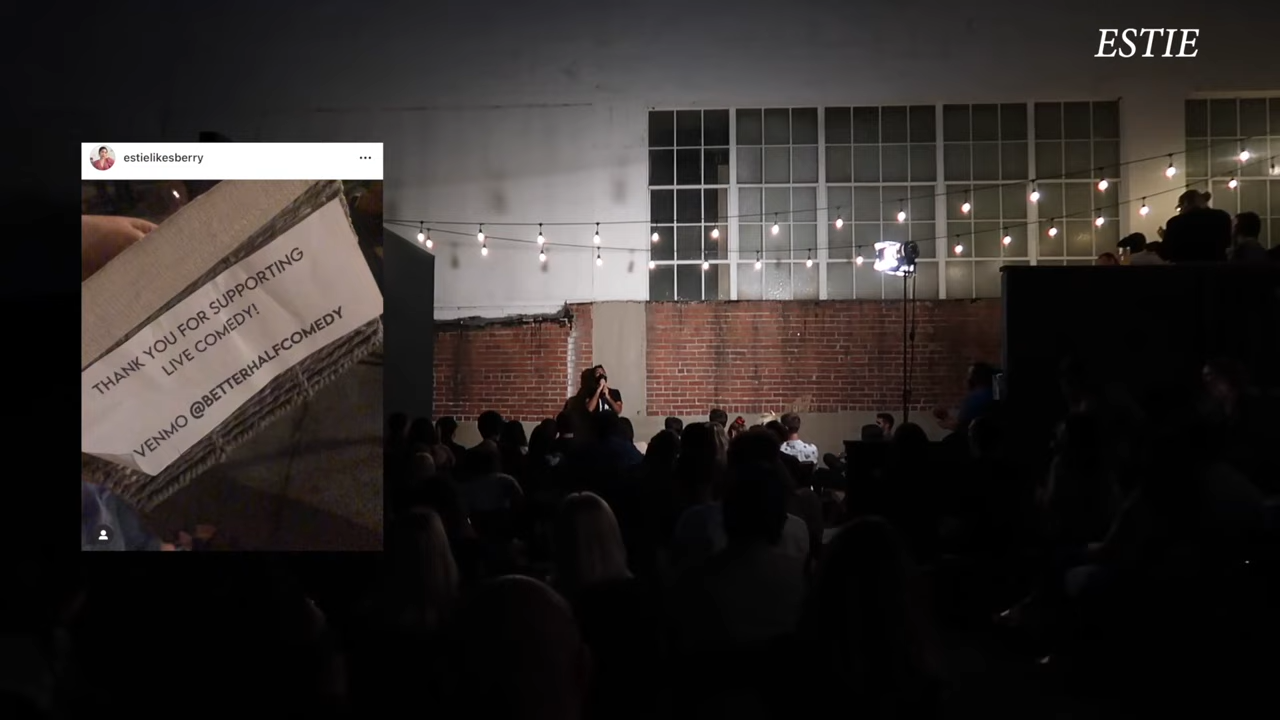 ESTIE
estielikesberry
THANK YOU FOR SUPPORTING
LIVE COMEDY!
VENMO @BETTERHALFCOMEDY